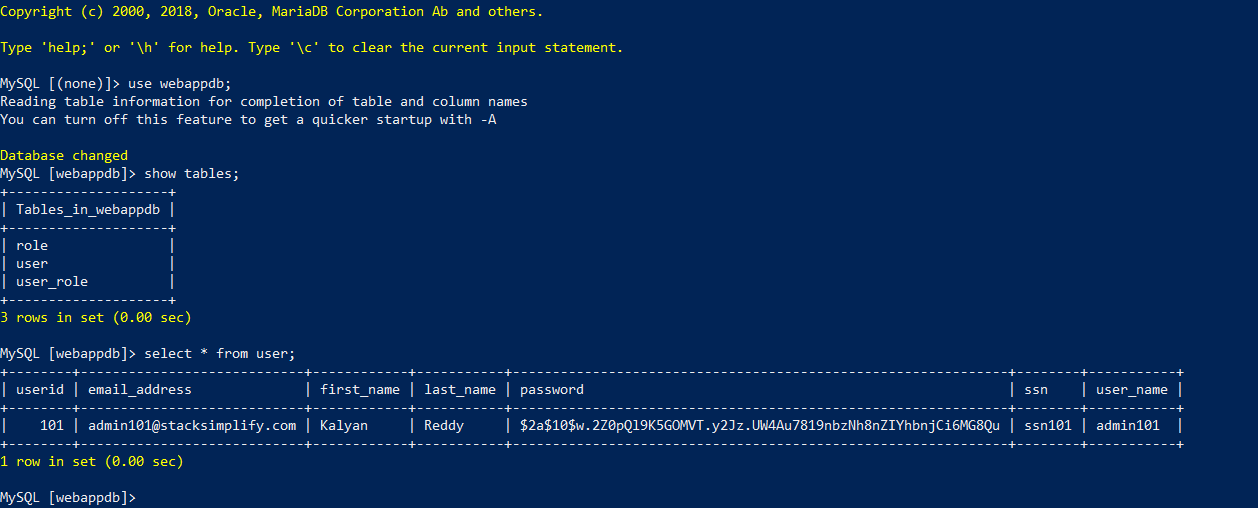 Copyright (c) 2000, 2018, Oracle, MariaDB Corporation Ab and others.
Type 'help;' or '\h' for help. Type '\c' to clear the current input statement.
MySQL [(none)]> use webappdb;
Reading table information for completion of table and column names
You can turn off this feature to get a quicker startup with -A
Database changed
MySQL [webappdb]> show tables;
+--------------------+
| Tables_in_webappdb |
+--------------------+
| role               |
| user               |
| user_role          |
+--------------------+
3 rows in set (0.00 sec)
MySQL [webappdb]> select * from user;
+--------+----------------------------+------------+-----------+--------------------------------------------------------------+--------+-----------+
| userid | email_address              | first_name | last_name | password                                                     | ssn    | user_name |
+--------+----------------------------+------------+-----------+--------------------------------------------------------------+--------+-----------+
|    101 | admin101@stacksimplify.com | Kalyan     | Reddy     | $2a$10$w.2Z0pQl9K5GOMVT.y2Jz.UW4Au7819nbzNh8nZIYhbnjCi6MG8Qu | ssn101 | admin101  |
+--------+----------------------------+------------+-----------+--------------------------------------------------------------+--------+-----------+
1 row in set (0.00 sec)
MySQL [webappdb]>